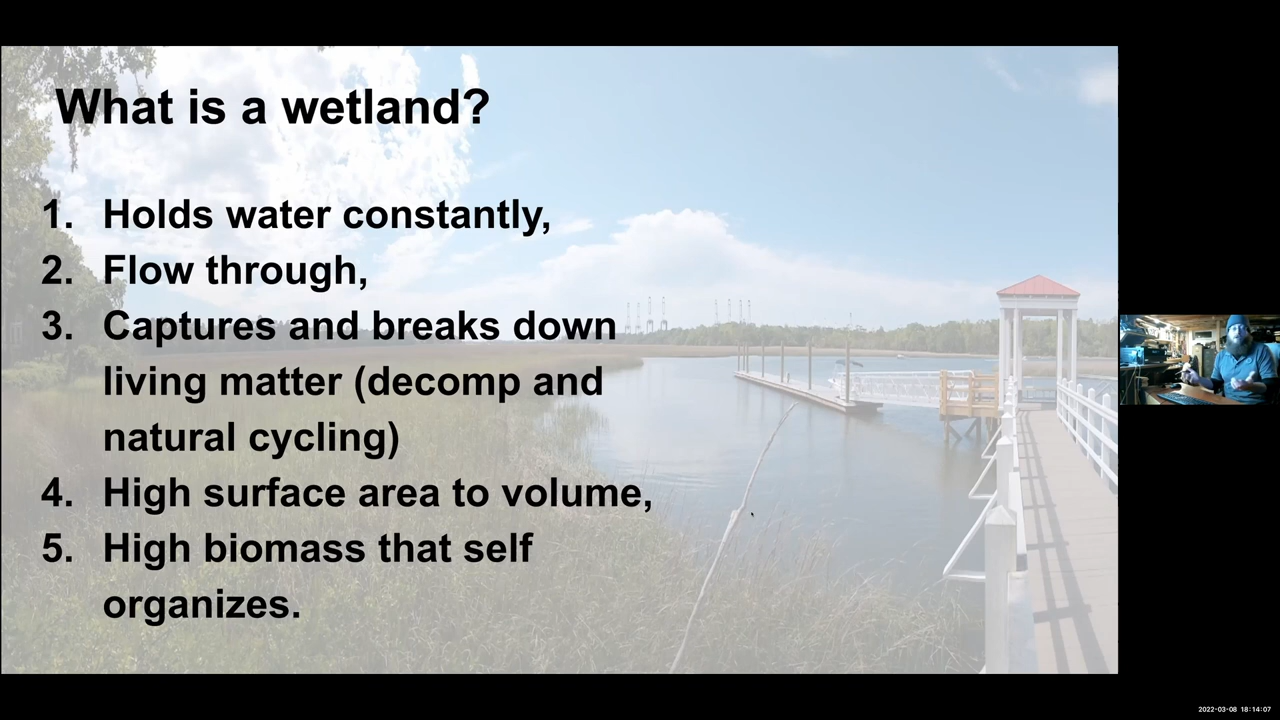 What is a wetland?
1. Holds water constantly,
2. Flow through,
3. Captures and breaks down
living matter (decomp and
natural cycling)
4. High surface area to volume,
5. High biomass that self
organizes.
2022-03-08 18:14:07